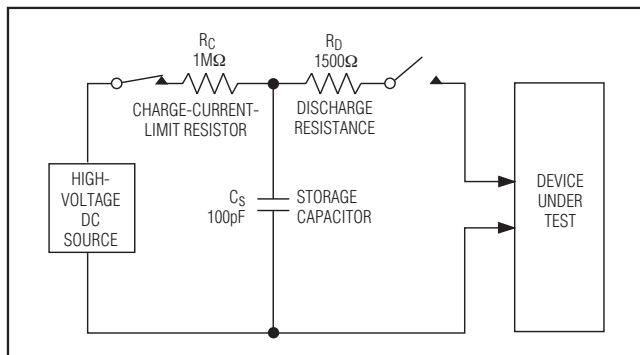 RC
1MΩ
CHARGE-CURRENT-
LIMIT RESISTOR
RD
1500Ω
DISCHARGE
RESISTANCE
HIGH-
VOLTAGE
DC
SOURCE
CS
100pF
STORAGE
CAPACITOR
DEVICE
UNDER
TEST